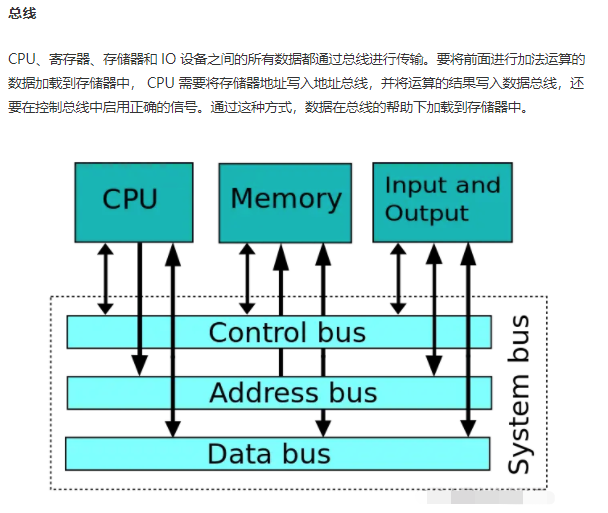 总线
CPU、寄存器、存储器和 IO 设备之间的所有数据都通过总线进行传输。要将前面进行加法运算的
数据加载到存储器中， CPU 需要将存储器地址写入地址总线，并将运算的结果写入数据总线，还
要在控制总线中启用正确的信号。通过这种方式，数据在总线的帮助下加载到存储器中。
CPU
Memory
Input and
Output
Control bus
Address bus
Data bus
System bus